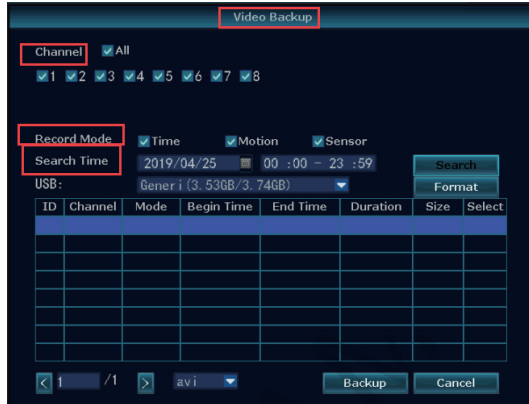 Video Backup
Channel All
1 2 3 4 5 6 7 8
Record Mode Time Motion Sensor
Search Time 2019/04/25 00 :00 - 23 :59 Search
USB: Generi(3.53GB/3.74GB) Format
ID Channel Mode Begin Time End Time Duration Size Select
< 1 /1 > avi Backup Cancel